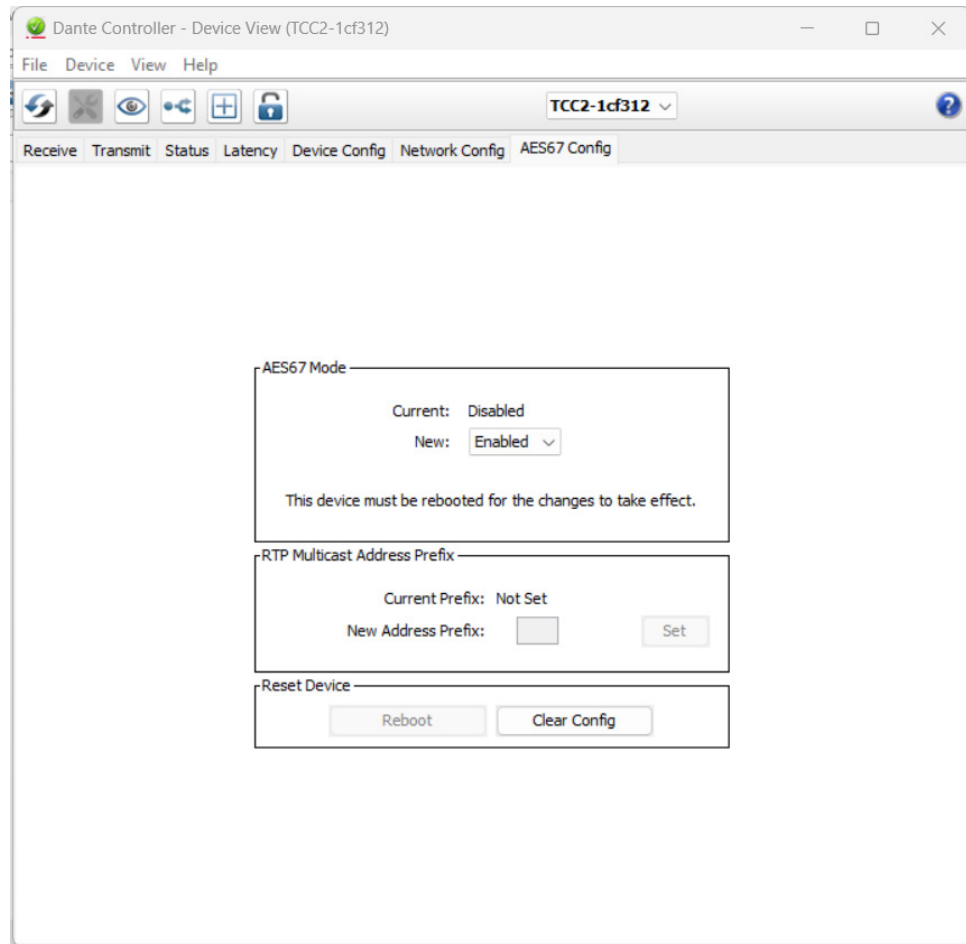 Dante Controller - Device View (TCC2-1cf312)
File Device View Help
TCC2-1cf312
Receive Transmit Status Latency Device Config Network Config AES67 Config
AES67 Mode
Current: Disabled
New: Enabled
This device must be rebooted for the changes to take effect.
RTP Multicast Address Prefix
Current Prefix: Not Set
New Address Prefix: Set
Reset Device
Reboot Clear Config